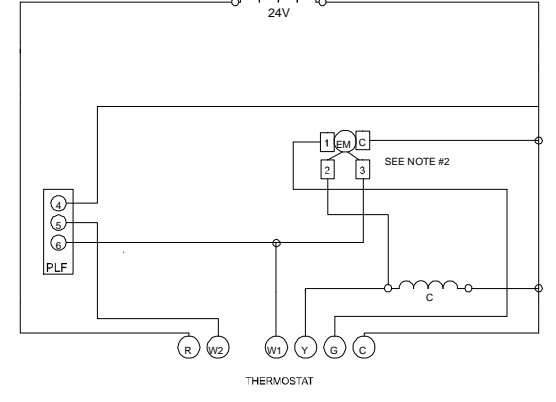 24V
1 EM C
SEE NOTE #2
2 3
4
5
6
PLF
C
R W2 W1 Y G C
THERMOSTAT